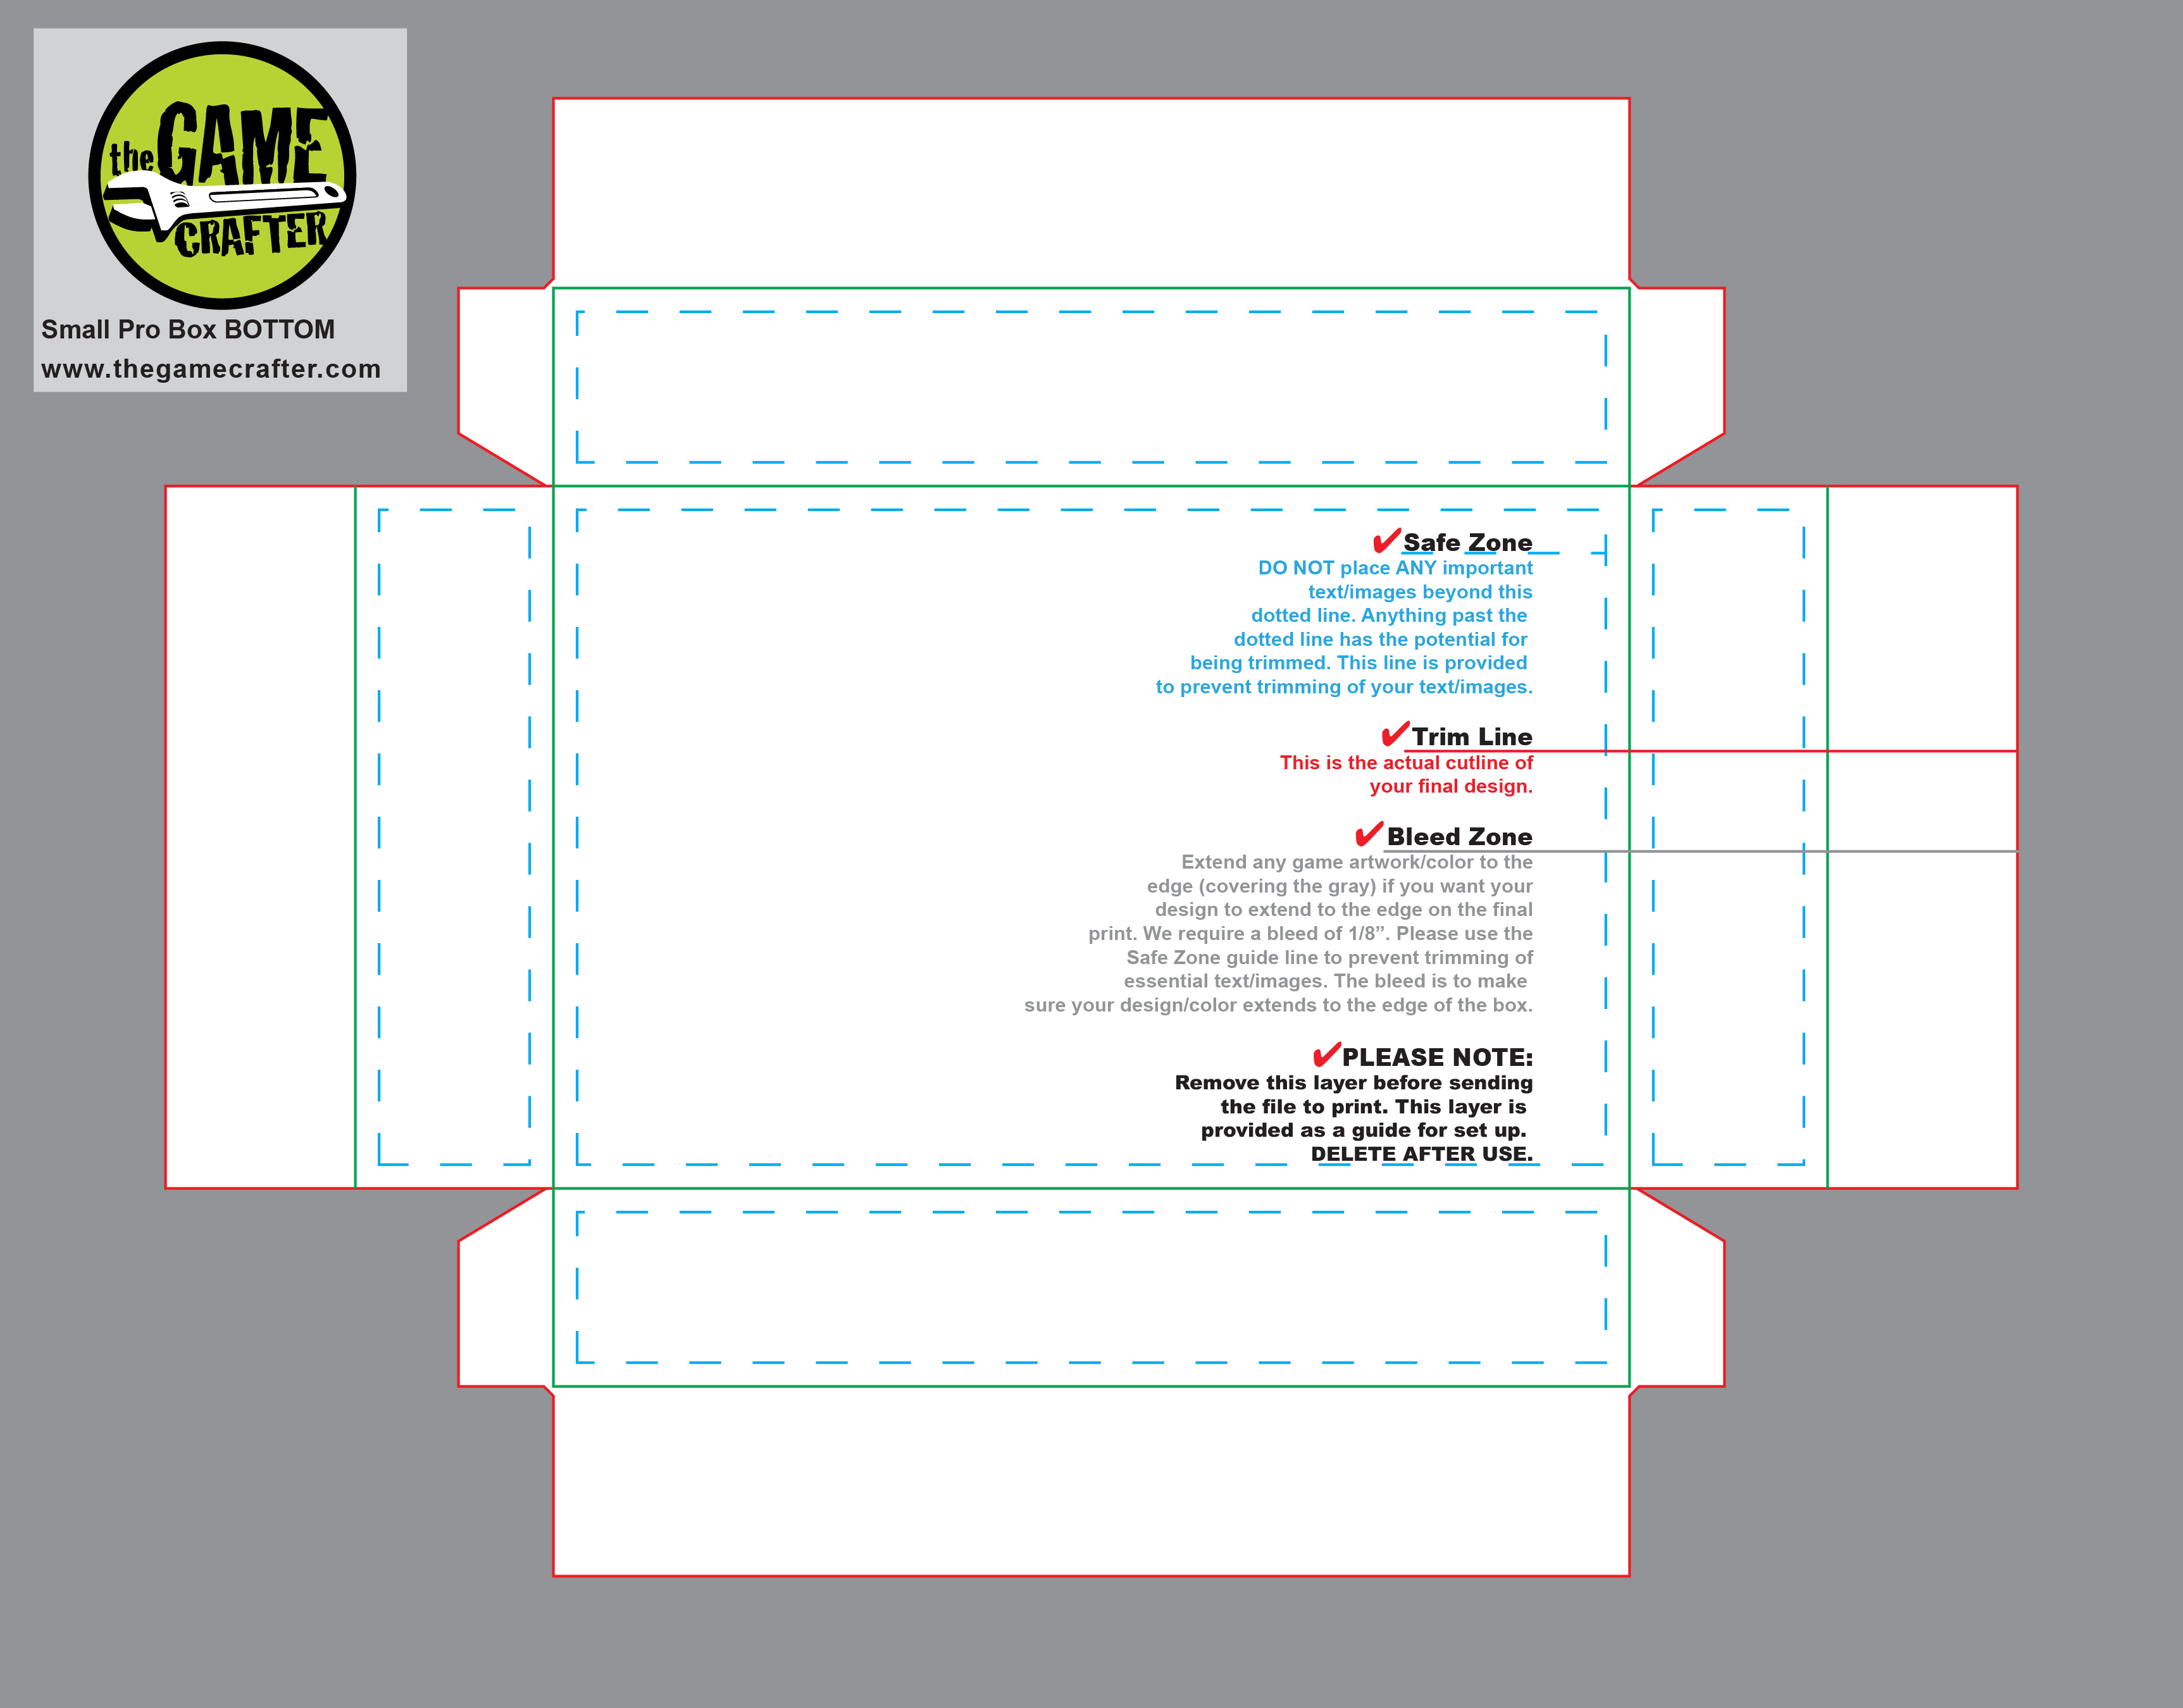 the GAME
CRAFTER
Small Pro Box BOTTOM
www.thegamecrafter.com
✔Safe Zone
DO NOT place ANY important
text/images beyond this
dotted line. Anything past the
dotted line has the potential for
being trimmed. This line is provided
to prevent trimming of your text/images.
✔Trim Line
This is the actual cutline of
your final design.
✔Bleed Zone
Extend any game artwork/color to the
edge (covering the gray) if you want your
design to extend to the edge on the final
print. We require a bleed of 1/8”. Please use the
Safe Zone guide line to prevent trimming of
essential text/images. The bleed is to make
sure your design/color extends to the edge of the box.
✔PLEASE NOTE:
Remove this layer before sending
the file to print. This layer is
provided as a guide for set up.
DELETE AFTER USE.